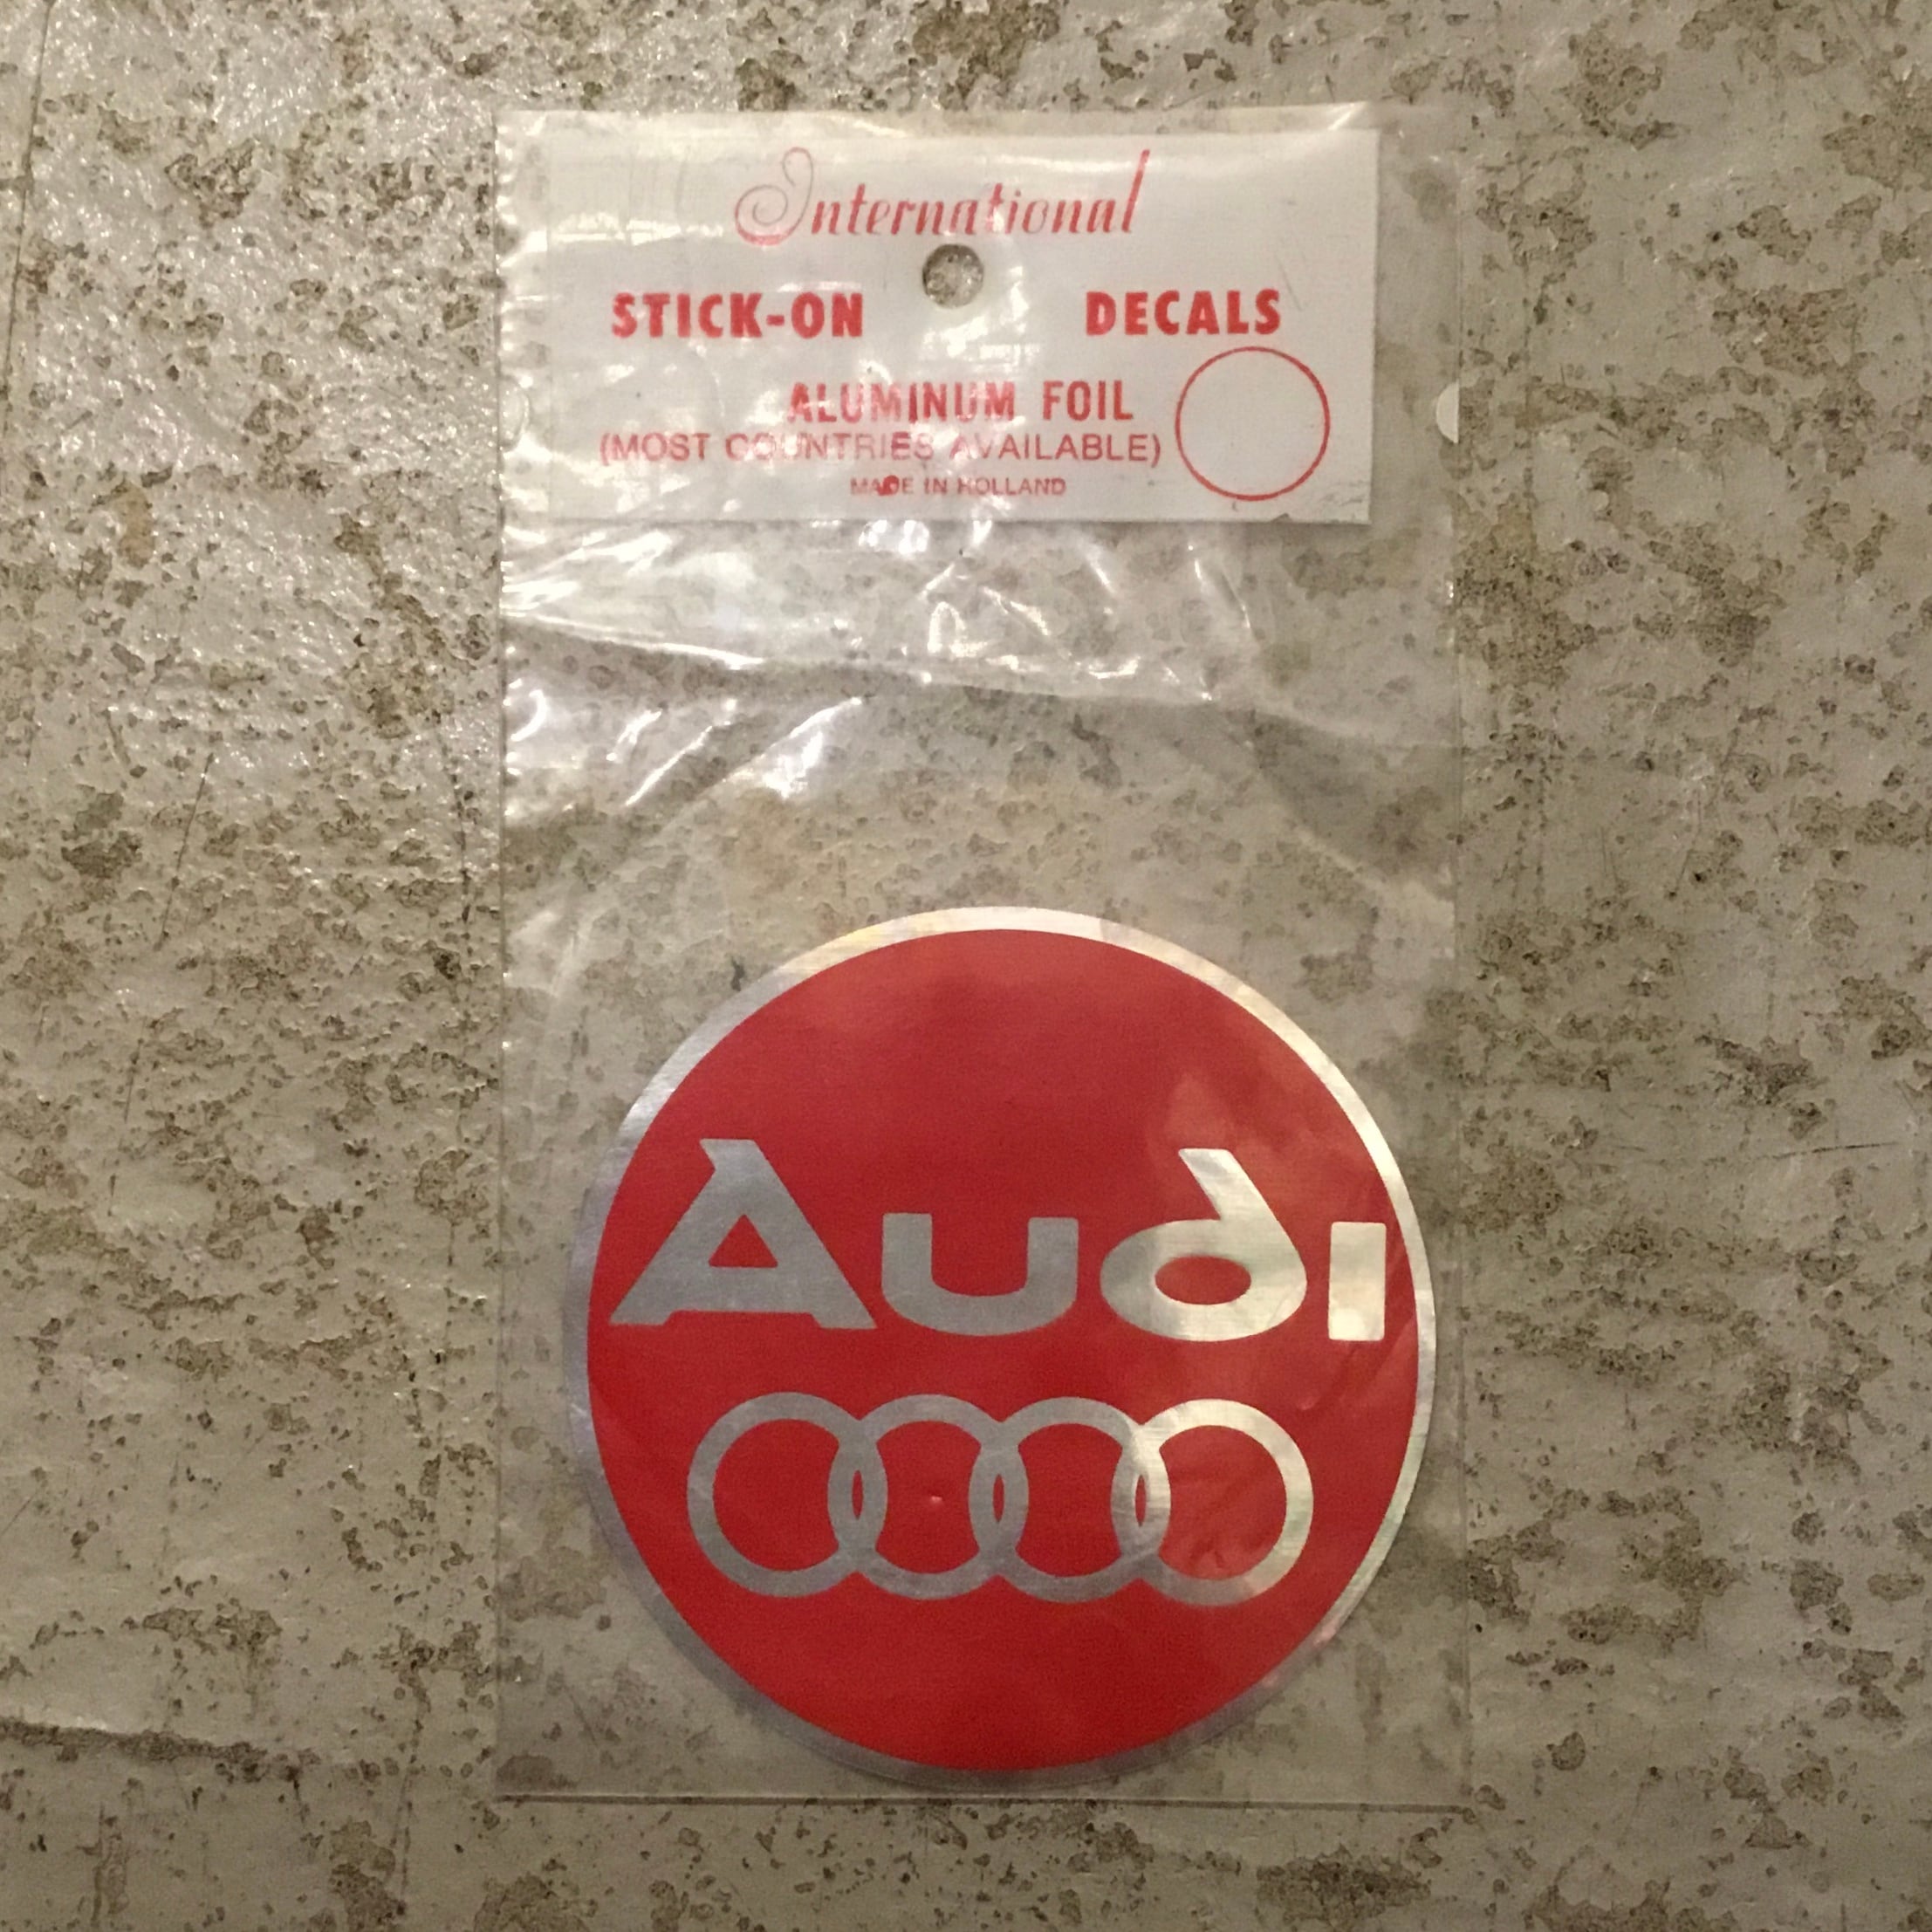 International
STICK-ON DECALS
ALUMINUM FOIL
(MOST COUNTRIES AVAILABLE)
MADE IN HOLLAND
Audi